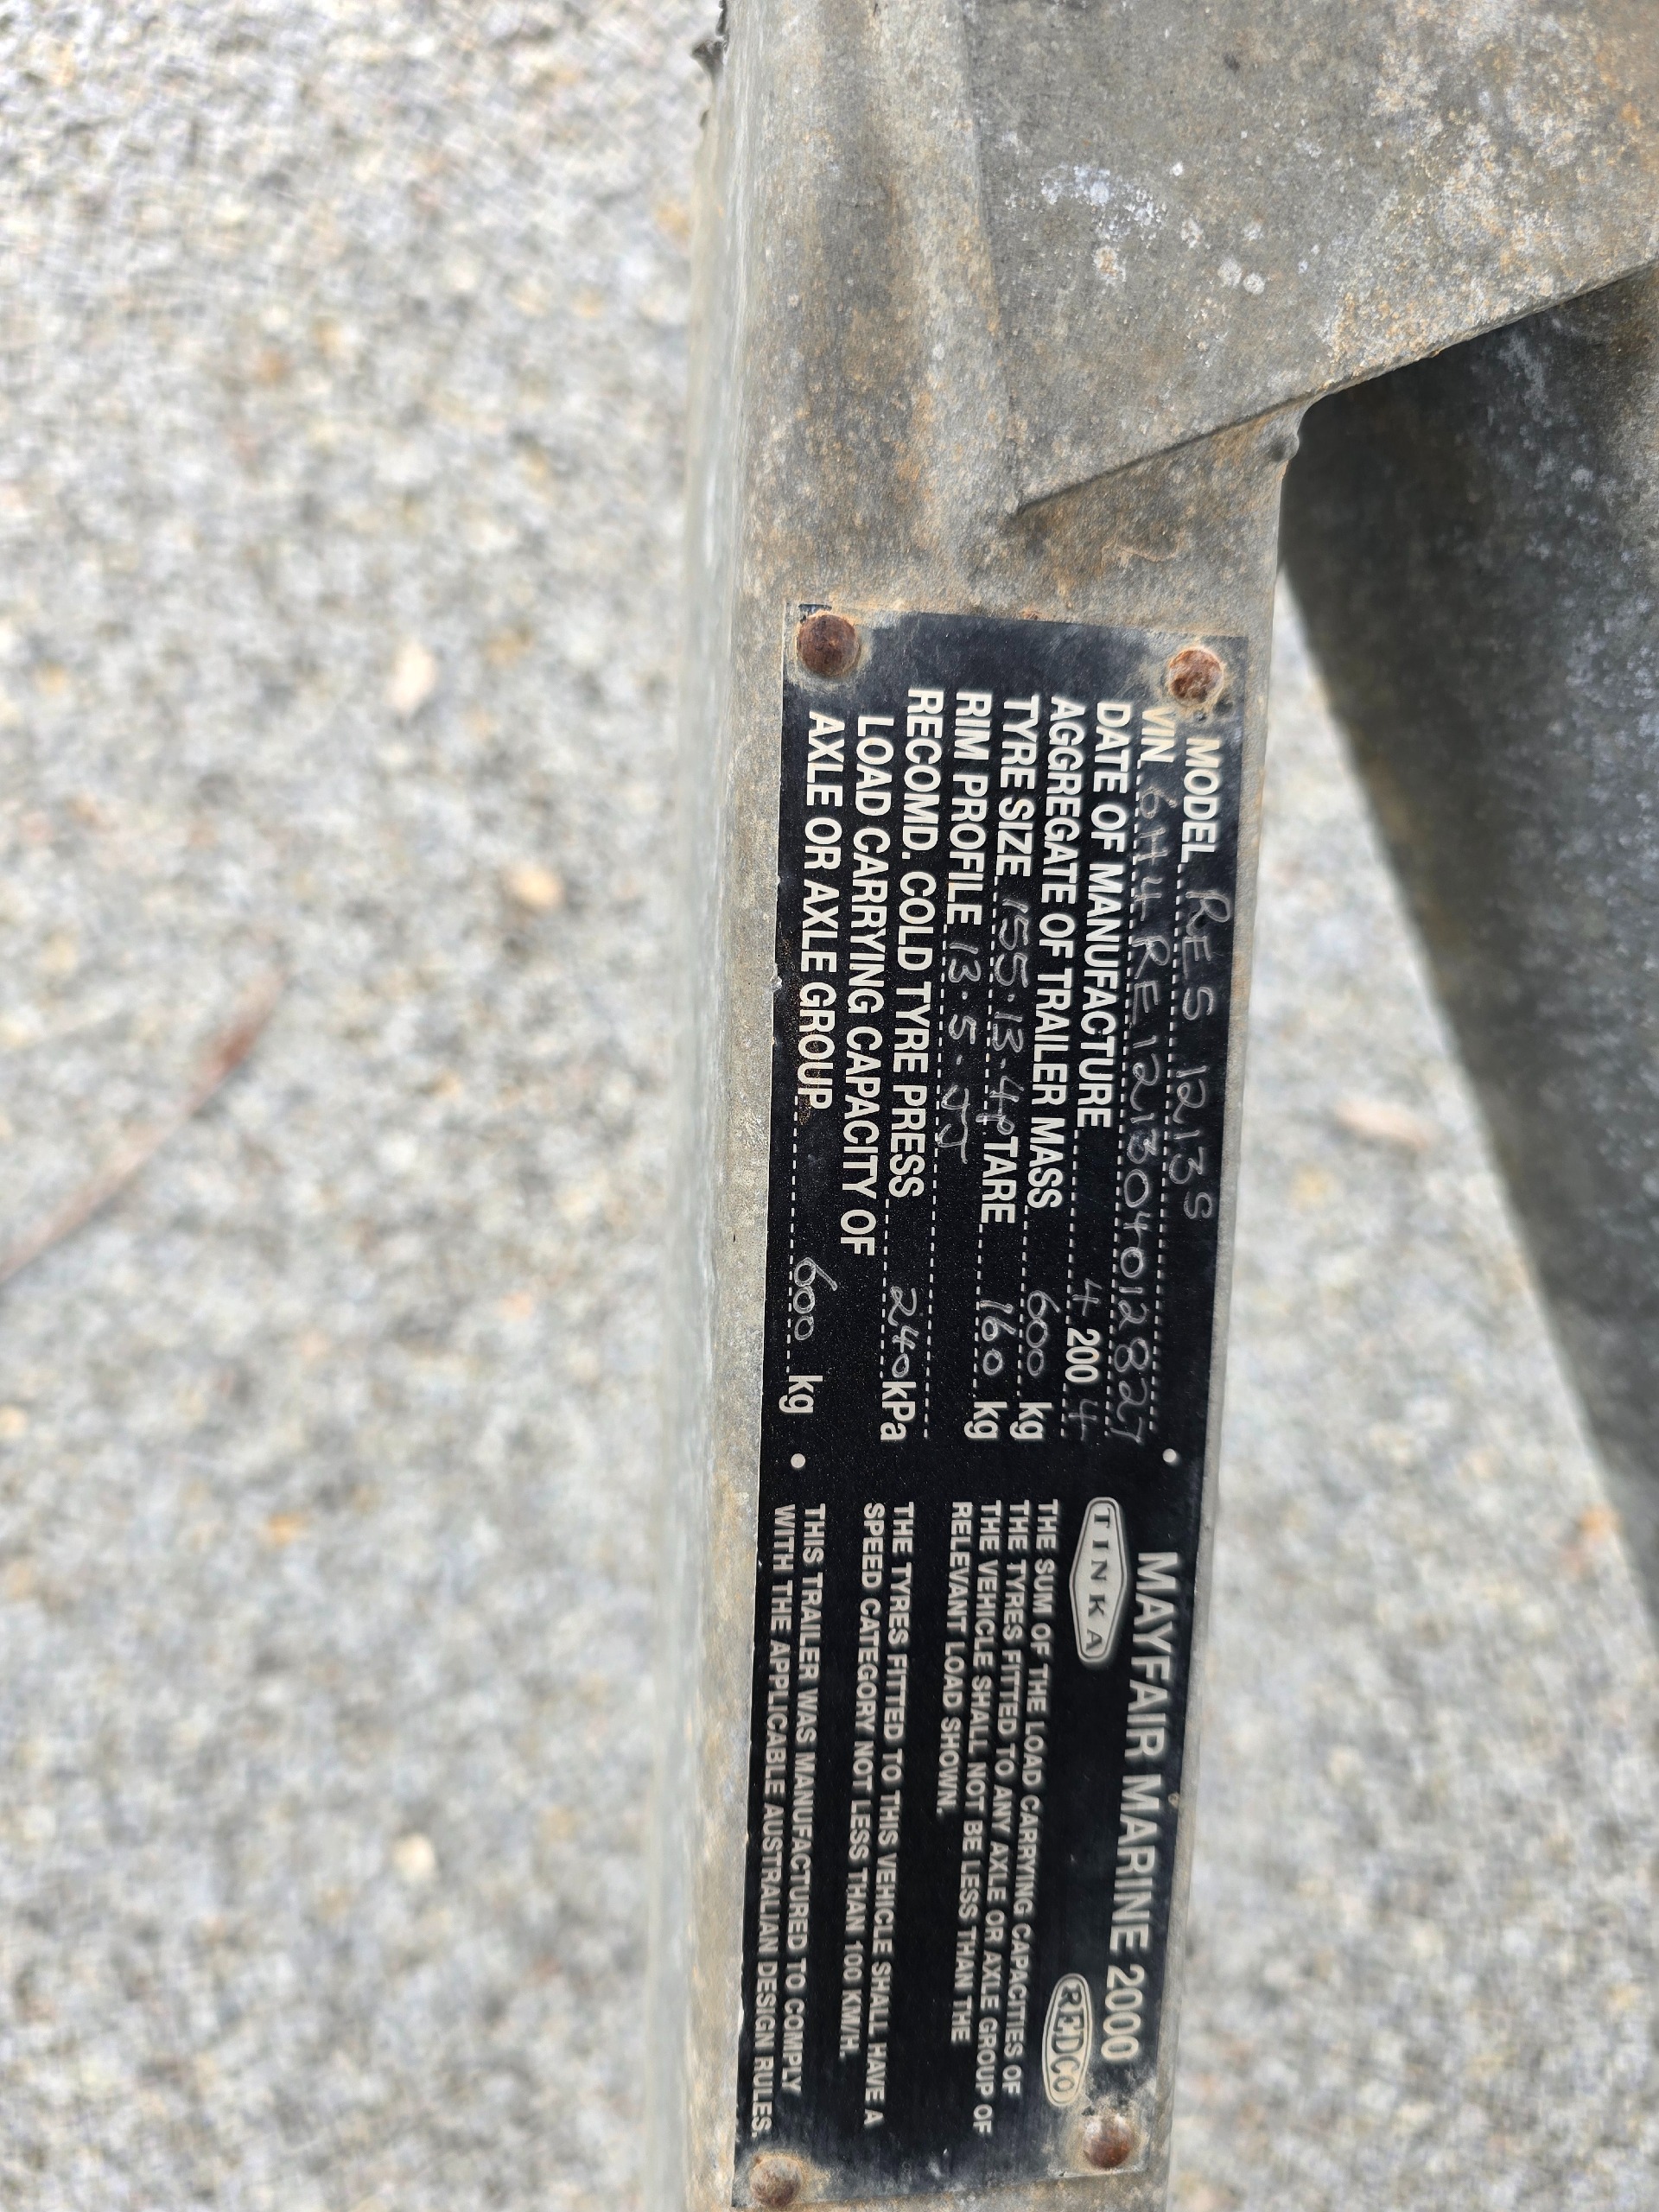 MODEL RES 1213S
VIN 6H4RE121304012827
DATE OF MANUFACTURE 4 2004
AGGREGATE OF TRAILER MASS 600 kg
TYRE SIZE 155.13.4P TARE 160 kg
RIM PROFILE 13.5.JJ
RECOMD. COLD TYRE PRESS 240 kPa
LOAD CARRYING CAPACITY OF
AXLE OR AXLE GROUP 600 kg
MAYFAIR MARINE 2000
TINKA
REDCO
THE SUM OF THE LOAD CARRYING CAPACITIES OF
THE TYRES FITTED TO ANY AXLE OR AXLE GROUP OF
THE VEHICLE SHALL NOT BE LESS THAN THE
RELEVANT LOAD SHOWN.
THE TYRES FITTED TO THIS VEHICLE SHALL HAVE A
SPEED CATEGORY NOT LESS THAN 100 KM/H.
THIS TRAILER WAS MANUFACTURED TO COMPLY
WITH THE APPLICABLE AUSTRALIAN DESIGN RULES.